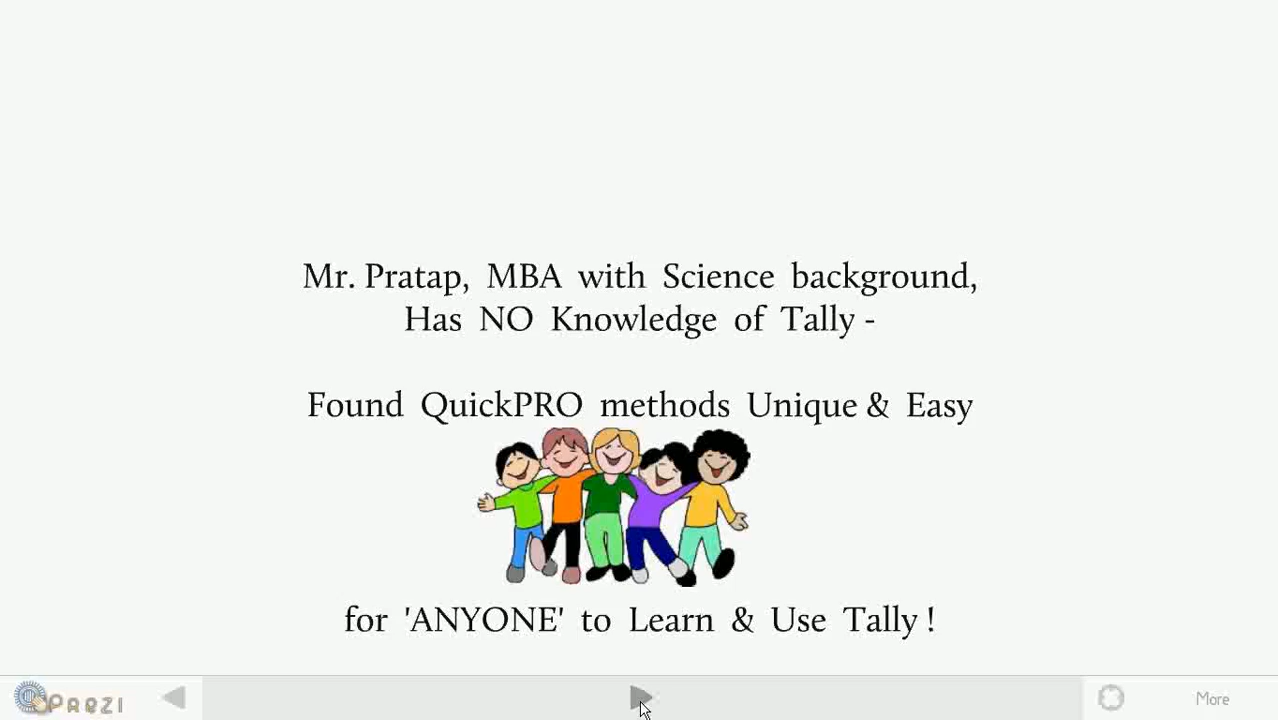 Mr. Pratap, MBA with Science background,
Has NO Knowledge of Tally -
Found QuickPRO methods Unique & Easy
for 'ANYONE' to Learn & Use Tally !
Prezi
More